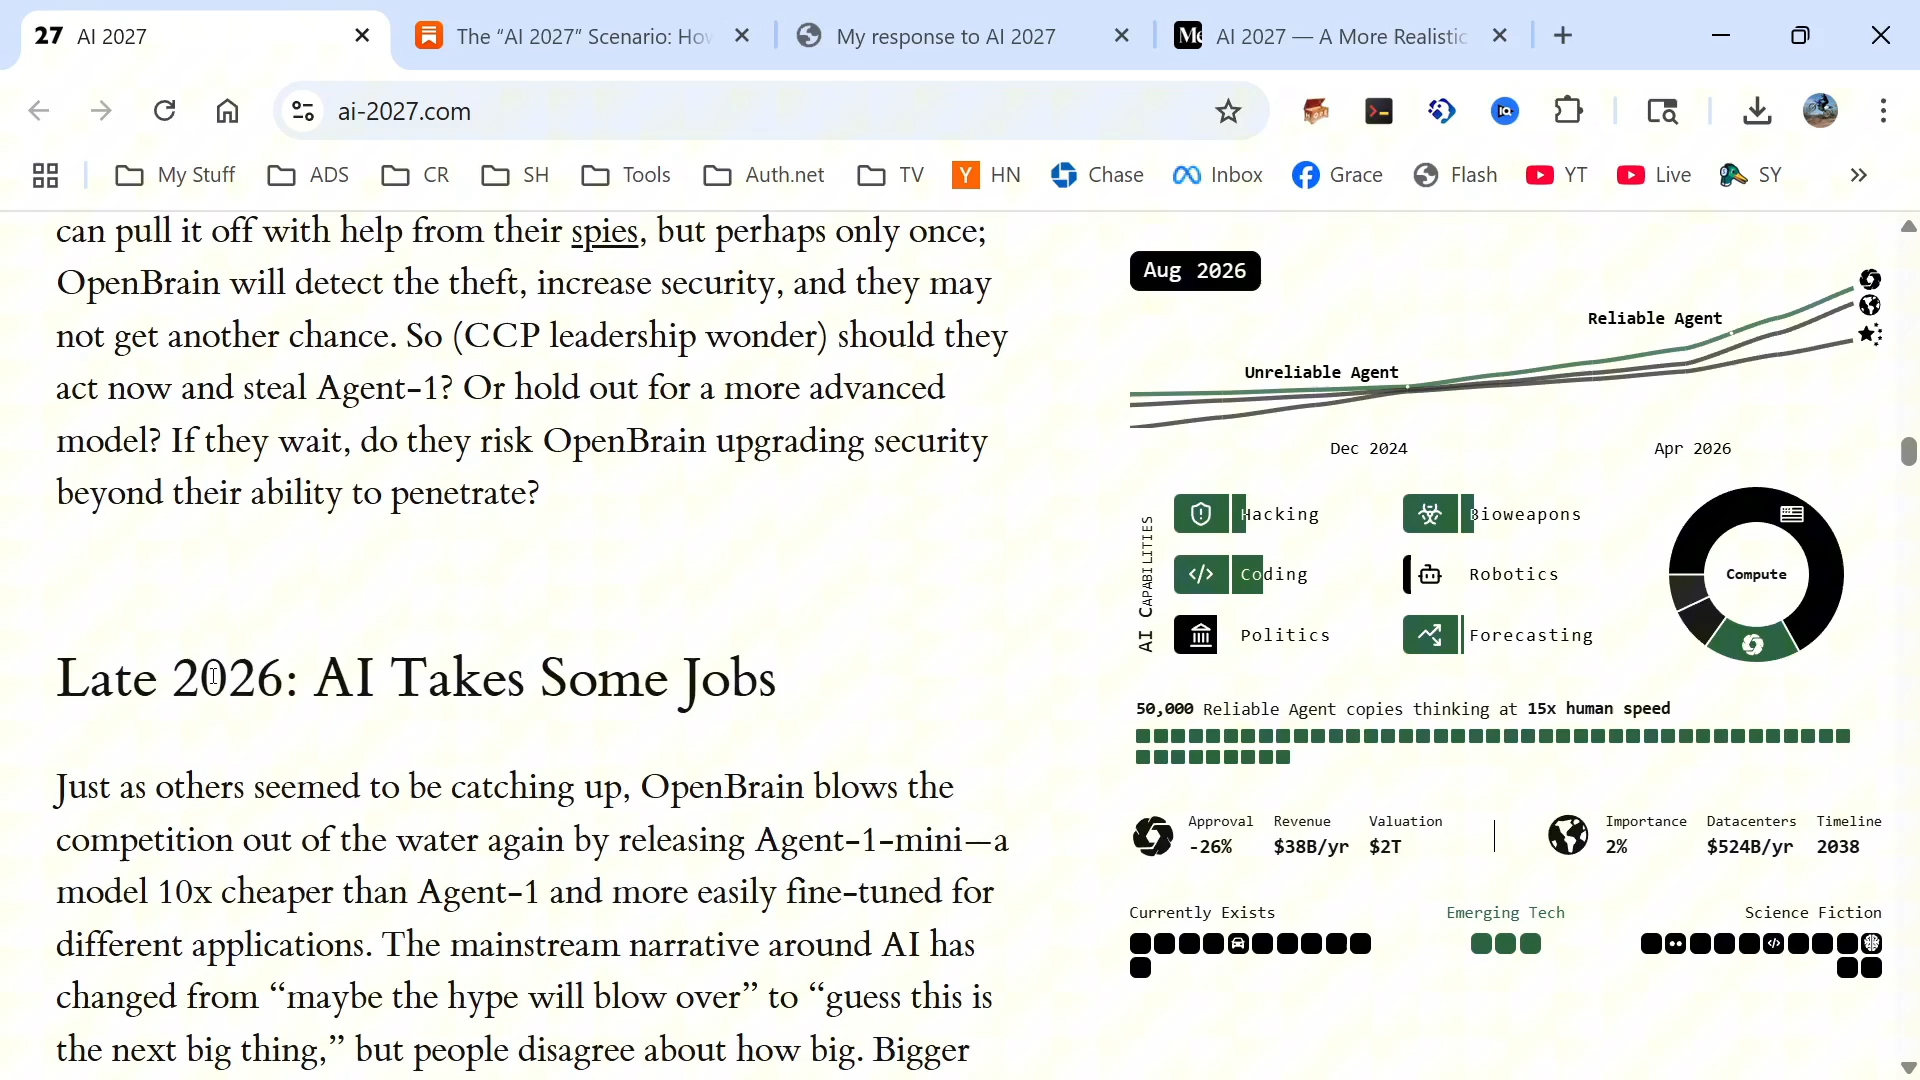 27 AI 2027
The “AI 2027” Scenario: How
My response to AI 2027
AI 2027 — A More Realistic
ai-2027.com
My Stuff
ADS
CR
SH
Tools
Auth.net
TV
HN
Chase
Inbox
Grace
Flash
YT
Live
SY
can pull it off with help from their spies, but perhaps only once;
OpenBrain will detect the theft, increase security, and they may
not get another chance. So (CCP leadership wonder) should they
act now and steal Agent-1? Or hold out for a more advanced
model? If they wait, do they risk OpenBrain upgrading security
beyond their ability to penetrate?
Late 2026: AI Takes Some Jobs
Just as others seemed to be catching up, OpenBrain blows the
competition out of the water again by releasing Agent-1-mini—a
model 10x cheaper than Agent-1 and more easily fine-tuned for
different applications. The mainstream narrative around AI has
changed from “maybe the hype will blow over” to “guess this is
the next big thing,” but people disagree about how big. Bigger
Aug 2026
Reliable Agent
Unreliable Agent
Dec 2024
Apr 2026
AI CAPABILITIES
Hacking
Bioweapons
Coding
Robotics
Politics
Forecasting
Compute
50,000 Reliable Agent copies thinking at 15x human speed
Approval Revenue Valuation
-26% $38B/yr $2T
Importance Datacenters Timeline
2% $524B/yr 2038
Currently Exists
Emerging Tech
Science Fiction